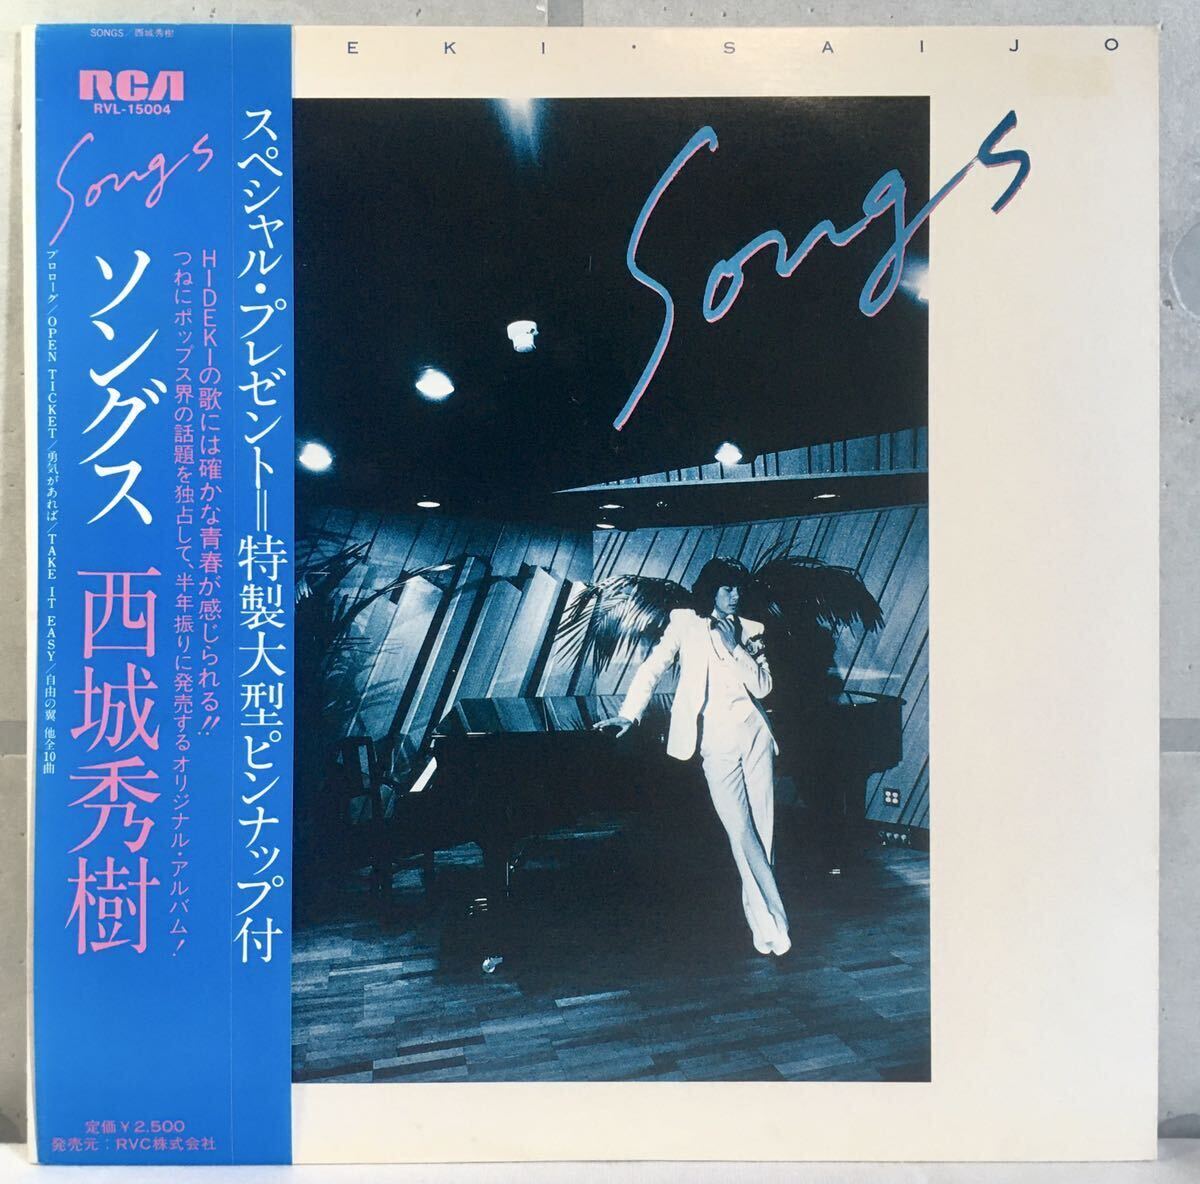 SONGS/西城秀樹
RCA
RVL-15004
Songs
ソングス 西城秀樹
プロローグ/OPEN TICKET/勇気があれば/TAKE IT EASY/自由の翼 他全10曲
HIDEKIの歌には確かな青春が感じられる!!
つねにポップス界の話題を独占して、半年振りに発売するオリジナル・アルバム!
スペシャル・プレゼント=特製大型ピンナップ付
定価¥2,500
発売元:RVC株式会社
EKI・SAIJO
Songs